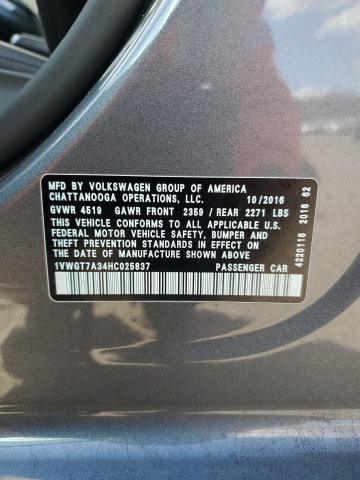 MFD BY VOLKSWAGEN GROUP OF AMERICA
CHATTANOOGA OPERATIONS, LLC. 10/2016
GVWR 4519 GAWR FRONT 2359 / REAR 2271 LBS
THIS VEHICLE CONFORMS TO ALL APPLICABLE U.S.
FEDERAL MOTOR VEHICLE SAFETY, BUMPER AND
THEFT PREVENTION STANDARDS IN EFFECT ON
THE DATE OF MANUFACTURE SHOWN ABOVE
1VWGT7A34HC025837 PASSENGER CAR
4220118 2016 62